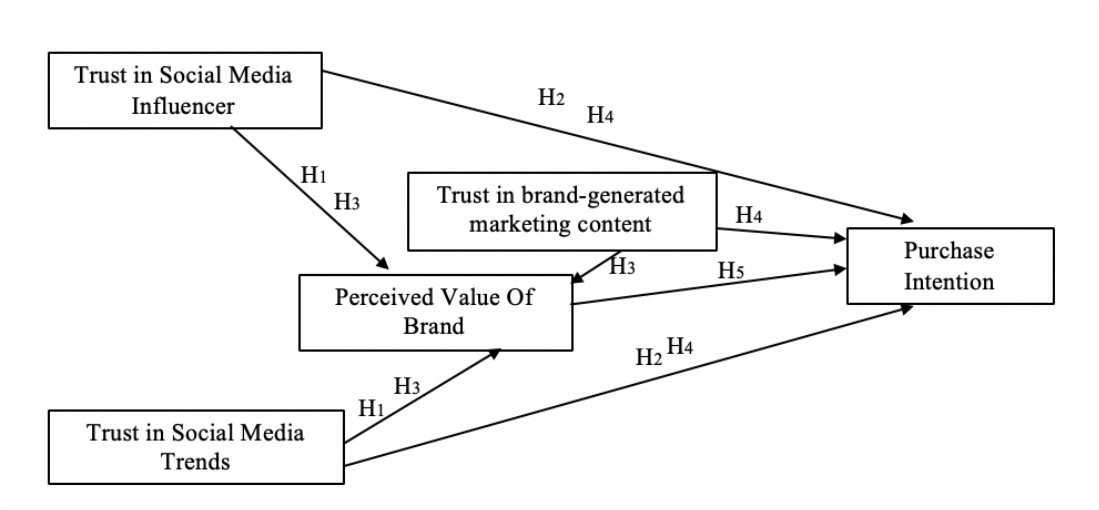 Trust in Social Media
Influencer
H2
H4
H1
H3
Trust in brand-generated
marketing content
H4
Purchase
Intention
H3
H5
Perceived Value Of
Brand
H2 H4
H3
H1
Trust in Social Media
Trends